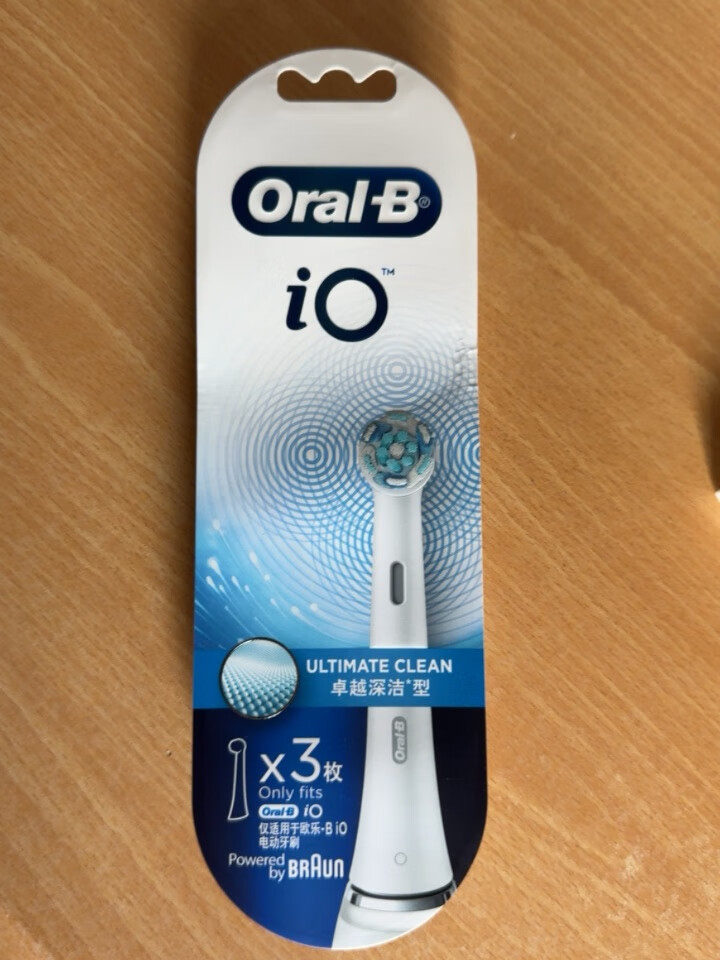 Oral-B®
iO™
ULTIMATE CLEAN
卓越深洁*型
Oral-B
x3枚
Only fits
Oral-B iO
仅适用于欧乐-B iO
电动牙刷
Powered
by BRAUN